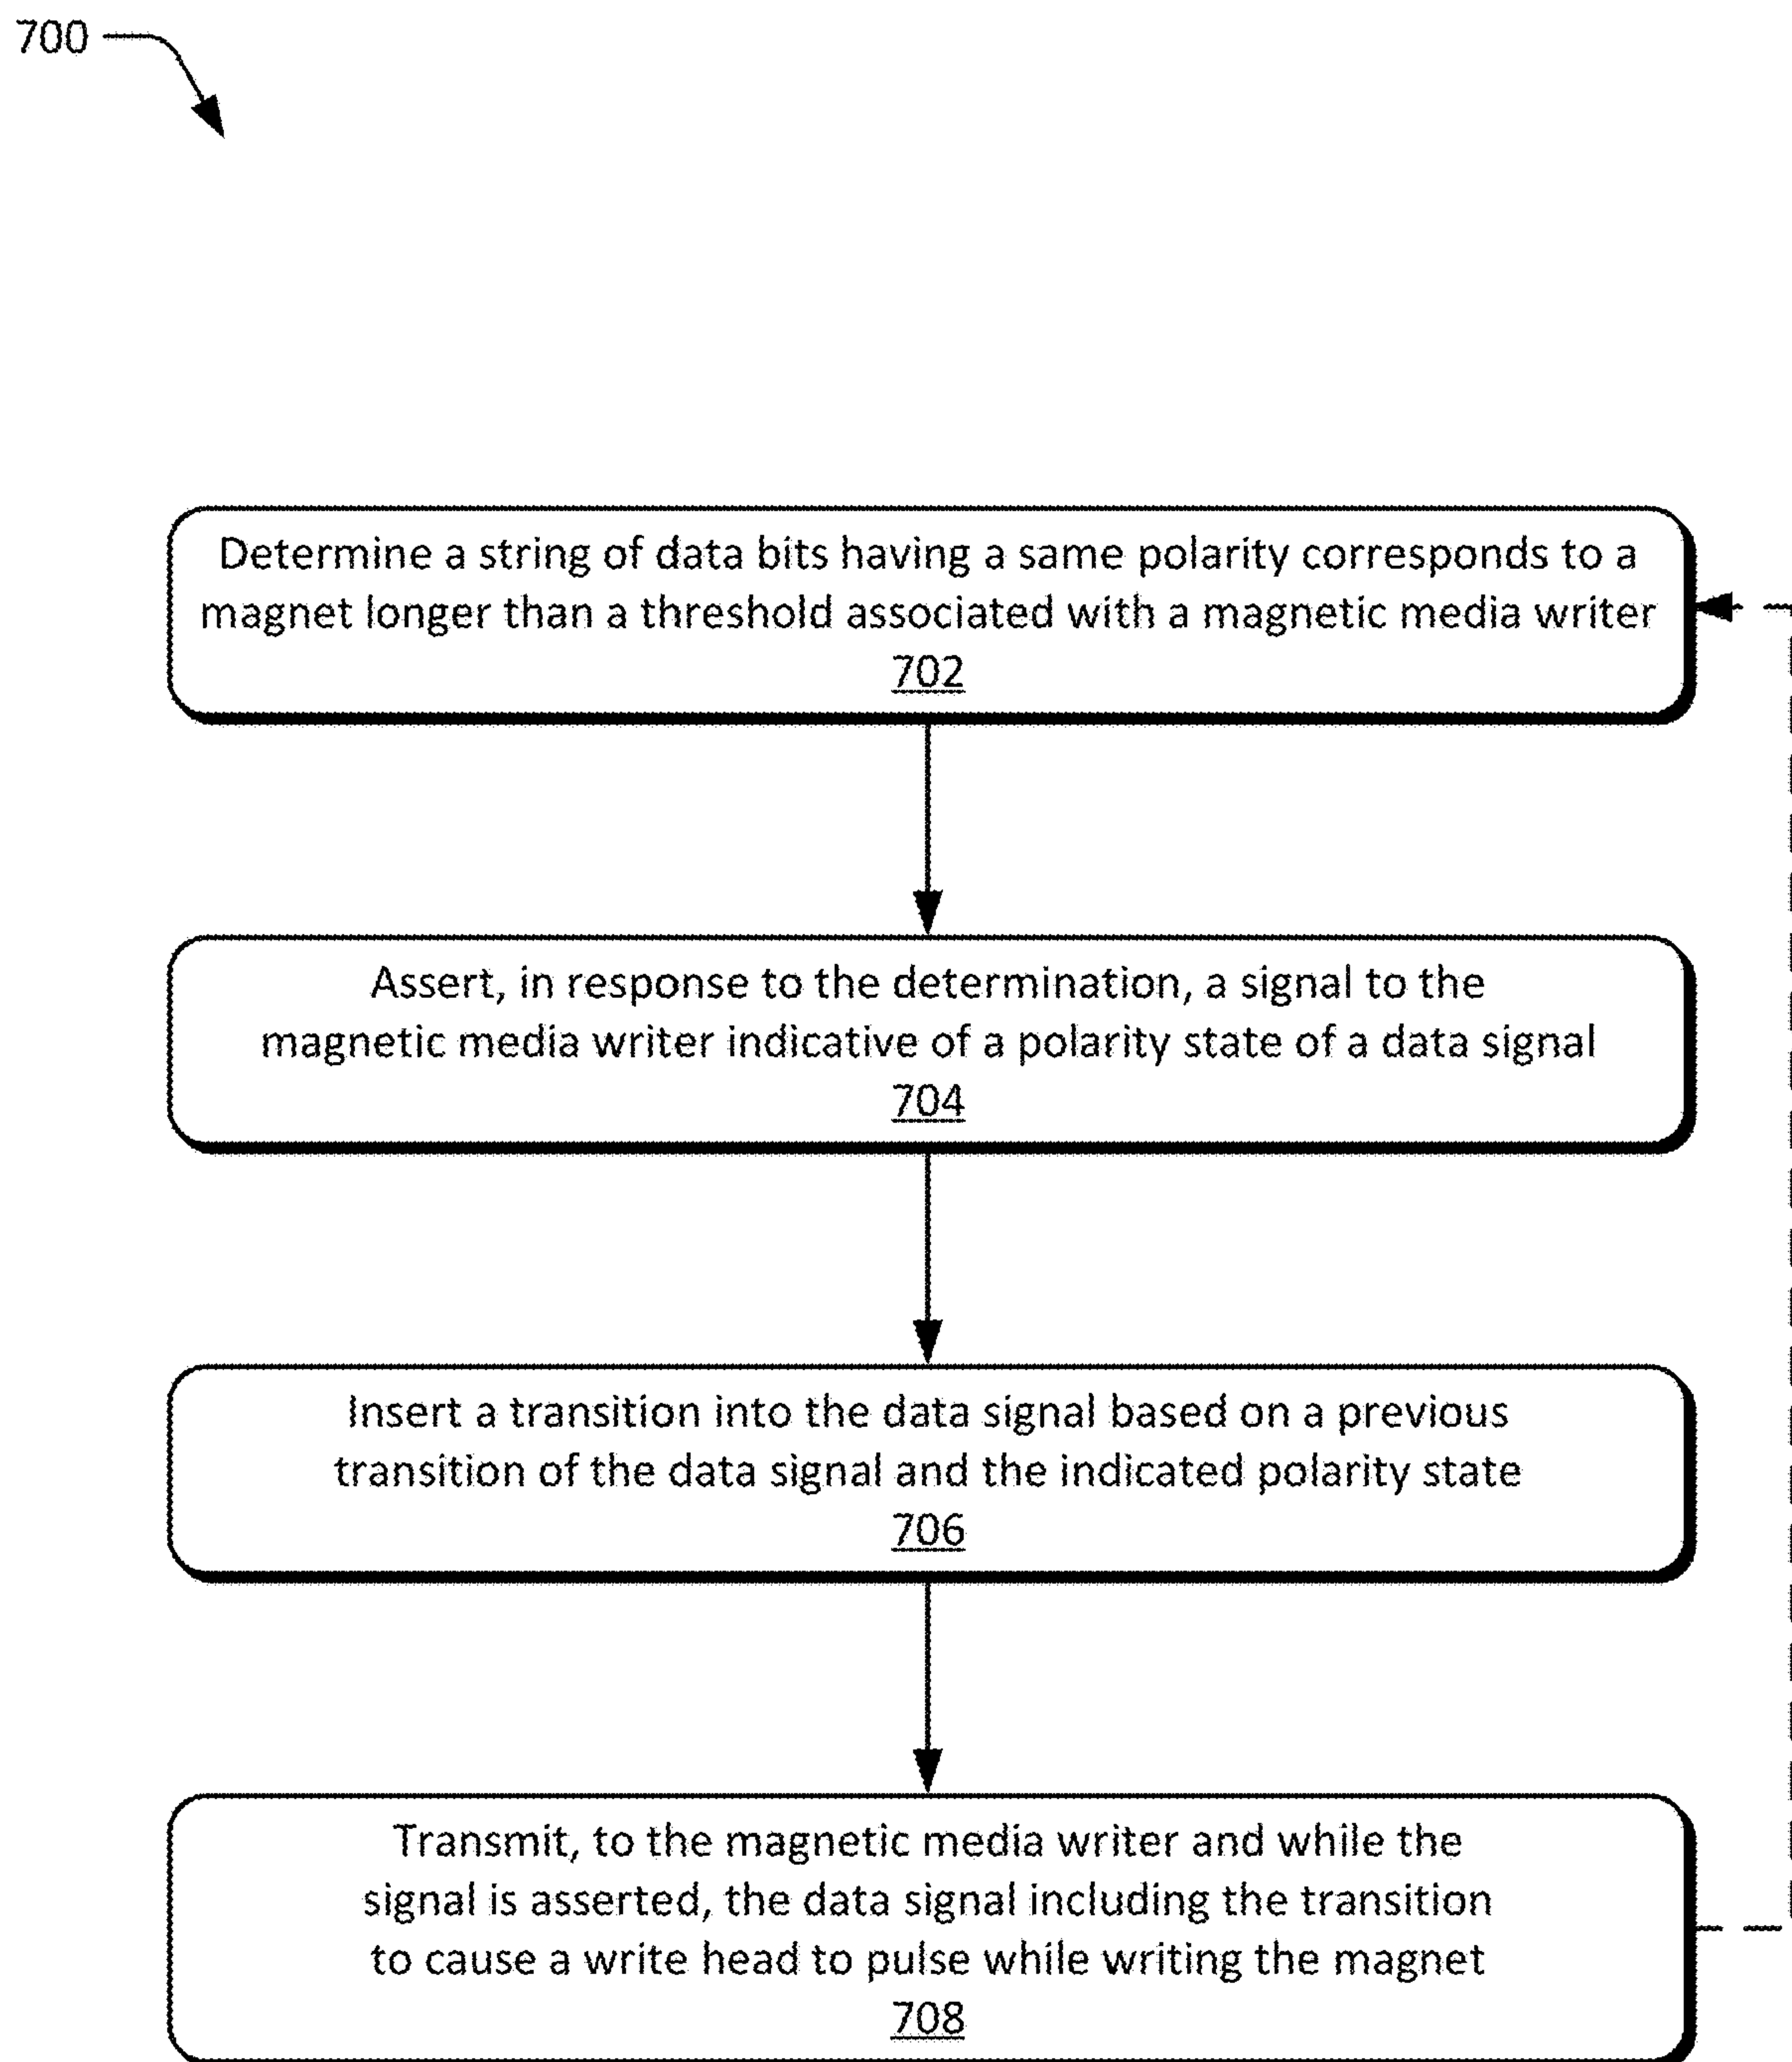 700
Determine a string of data bits having a same polarity corresponds to a
magnet longer than a threshold associated with a magnetic media writer
702
Assert, in response to the determination, a signal to the
magnetic media writer indicative of a polarity state of a data signal
704
Insert a transition into the data signal based on a previous
transition of the data signal and the indicated polarity state
706
Transmit, to the magnetic media writer and while the
signal is asserted, the data signal including the transition
to cause a write head to pulse while writing the magnet
708